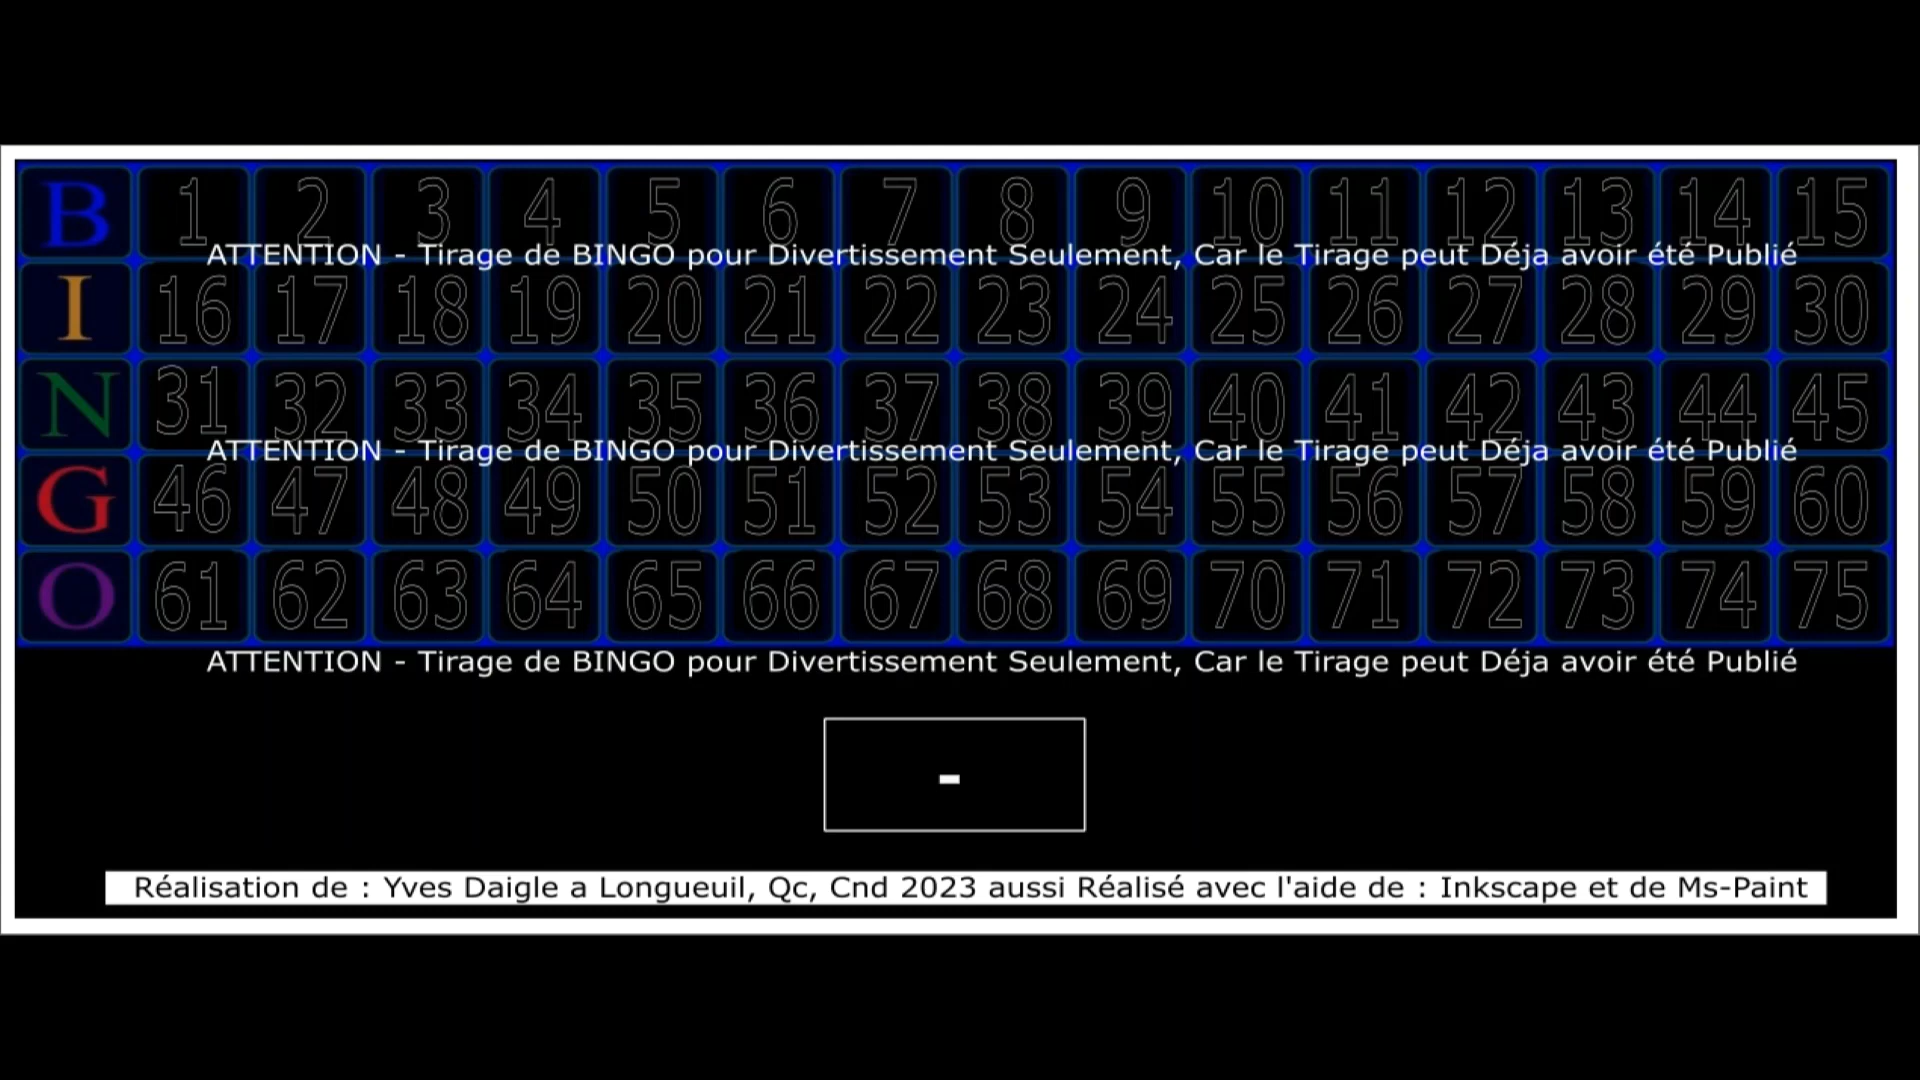 B 1 2 3 4 5 6 7 8 9 10 11 12 13 14 15
ATTENTION - Tirage de BINGO pour Divertissement Seulement, Car le Tirage peut Déja avoir été Publié
I 16 17 18 19 20 21 22 23 24 25 26 27 28 29 30
N 31 32 33 34 35 36 37 38 39 40 41 42 43 44 45
ATTENTION - Tirage de BINGO pour Divertissement Seulement, Car le Tirage peut Déja avoir été Publié
G 46 47 48 49 50 51 52 53 54 55 56 57 58 59 60
O 61 62 63 64 65 66 67 68 69 70 71 72 73 74 75
ATTENTION - Tirage de BINGO pour Divertissement Seulement, Car le Tirage peut Déja avoir été Publié
-
Réalisation de : Yves Daigle a Longueuil, Qc, Cnd 2023 aussi Réalisé avec l'aide de : Inkscape et de Ms-Paint